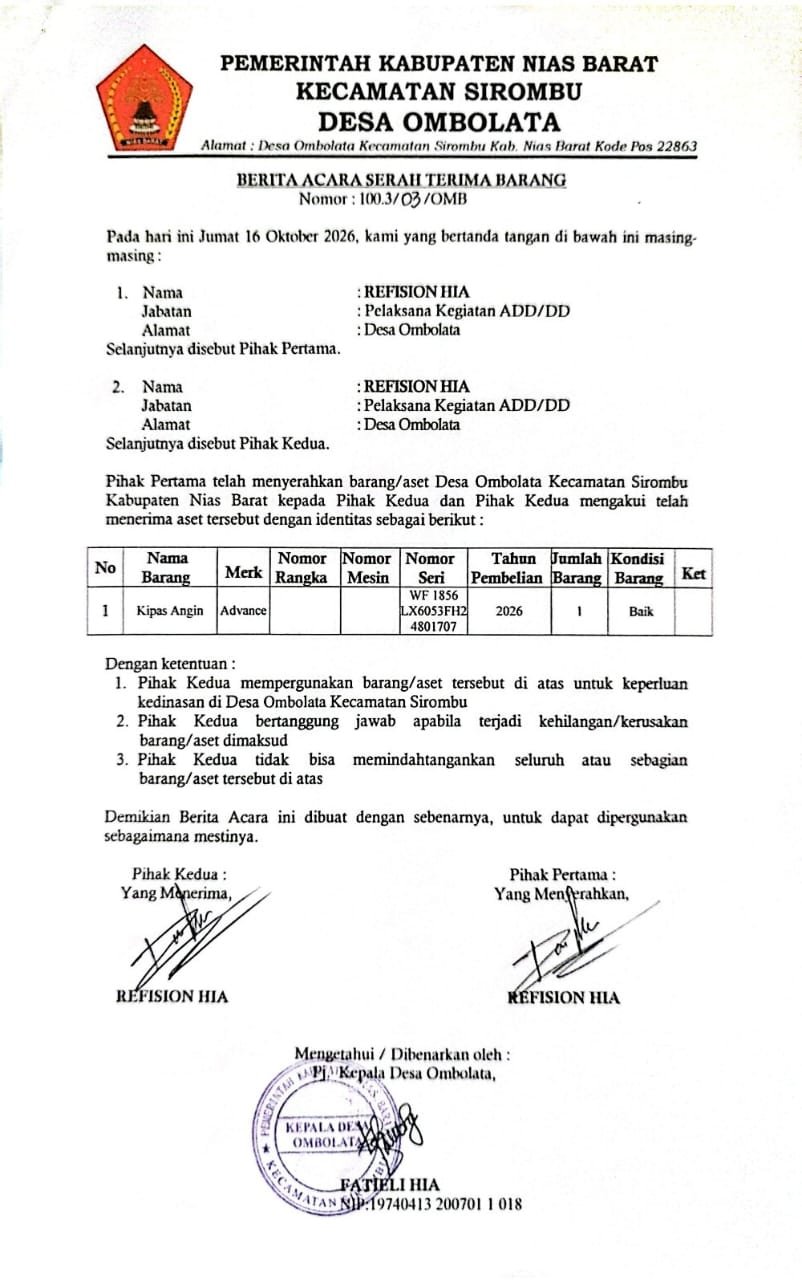 PEMERINTAH KABUPATEN NIAS BARAT
KECAMATAN SIROMBU
DESA OMBOLATA
Alamat : Desa Ombolata Kecamatan Sirombu Kab. Nias Barat Kode Pos 22863
NIAS BARAT
BERITA ACARA SERAH TERIMA BARANG
Nomor : 100.3/03/OMB
Pada hari ini Jumat 16 Oktober 2026, kami yang bertanda tangan di bawah ini masing-
masing :
1. Nama : REFISION HIA
Jabatan : Pelaksana Kegiatan ADD/DD
Alamat : Desa Ombolata
Selanjutnya disebut Pihak Pertama.
2. Nama : REFISION HIA
Jabatan : Pelaksana Kegiatan ADD/DD
Alamat : Desa Ombolata
Selanjutnya disebut Pihak Kedua.
Pihak Pertama telah menyerahkan barang/aset Desa Ombolata Kecamatan Sirombu
Kabupaten Nias Barat kepada Pihak Kedua dan Pihak Kedua mengakui telah
menerima aset tersebut dengan identitas sebagai berikut :
No Nama Barang Merk Nomor Rangka Nomor Mesin Nomor Seri Tahun Pembelian Jumlah Barang Kondisi Barang Ket
1 Kipas Angin Advance WF 1856 LX6053FH2 4801707 2026 1 Baik
Dengan ketentuan :
1. Pihak Kedua mempergunakan barang/aset tersebut di atas untuk keperluan
kedinasan di Desa Ombolata Kecamatan Sirombu
2. Pihak Kedua bertanggung jawab apabila terjadi kehilangan/kerusakan
barang/aset dimaksud
3. Pihak Kedua tidak bisa memindahtangankan seluruh atau sebagian
barang/aset tersebut di atas
Demikian Berita Acara ini dibuat dengan sebenarnya, untuk dapat dipergunakan
sebagaimana mestinya.
Pihak Kedua : Pihak Pertama :
Yang Menerima, Yang Menyerahkan,
REFISION HIA REFISION HIA
Mengetahui / Dibenarkan oleh :
Pj. Kepala Desa Ombolata,
KEPALA DESA
OMBOLATA
KECAMATAN SIROMBU
FATIELI HIA
NIP:19740413 200701 1 018